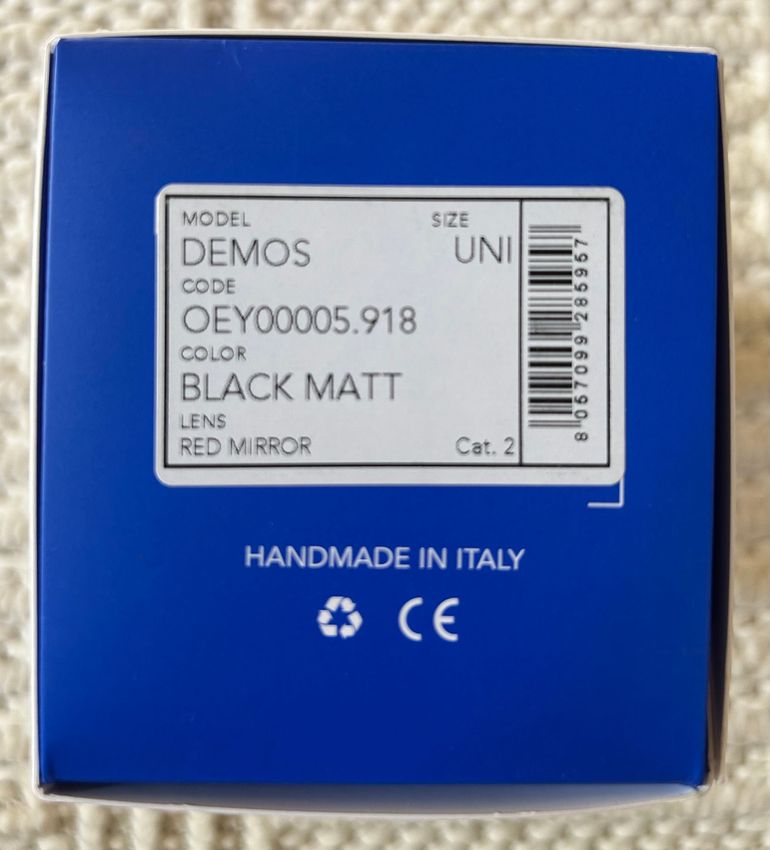 MODEL SIZE
DEMOS UNI
CODE
OEY00005.918
COLOR
BLACK MATT
LENS
RED MIRROR Cat. 2
8 057099 285957
HANDMADE IN ITALY
CE